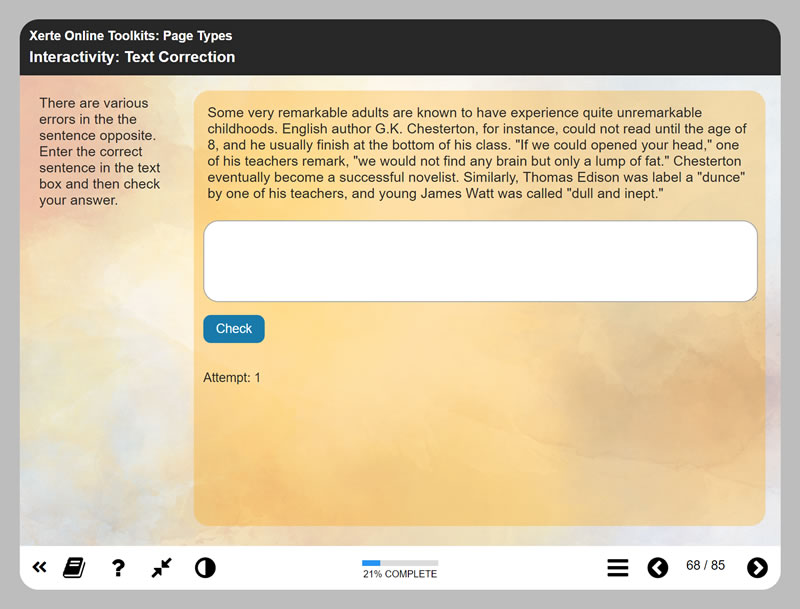 Xerte Online Toolkits: Page Types
Interactivity: Text Correction
There are various
errors in the the
sentence opposite.
Enter the correct
sentence in the text
box and then check
your answer.
Some very remarkable adults are known to have experience quite unremarkable
childhoods. English author G.K. Chesterton, for instance, could not read until the age of
8, and he usually finish at the bottom of his class. "If we could opened your head," one
of his teachers remark, "we would not find any brain but only a lump of fat." Chesterton
eventually become a successful novelist. Similarly, Thomas Edison was label a "dunce"
by one of his teachers, and young James Watt was called "dull and inept."
Check
Attempt: 1
21% COMPLETE
68 / 85